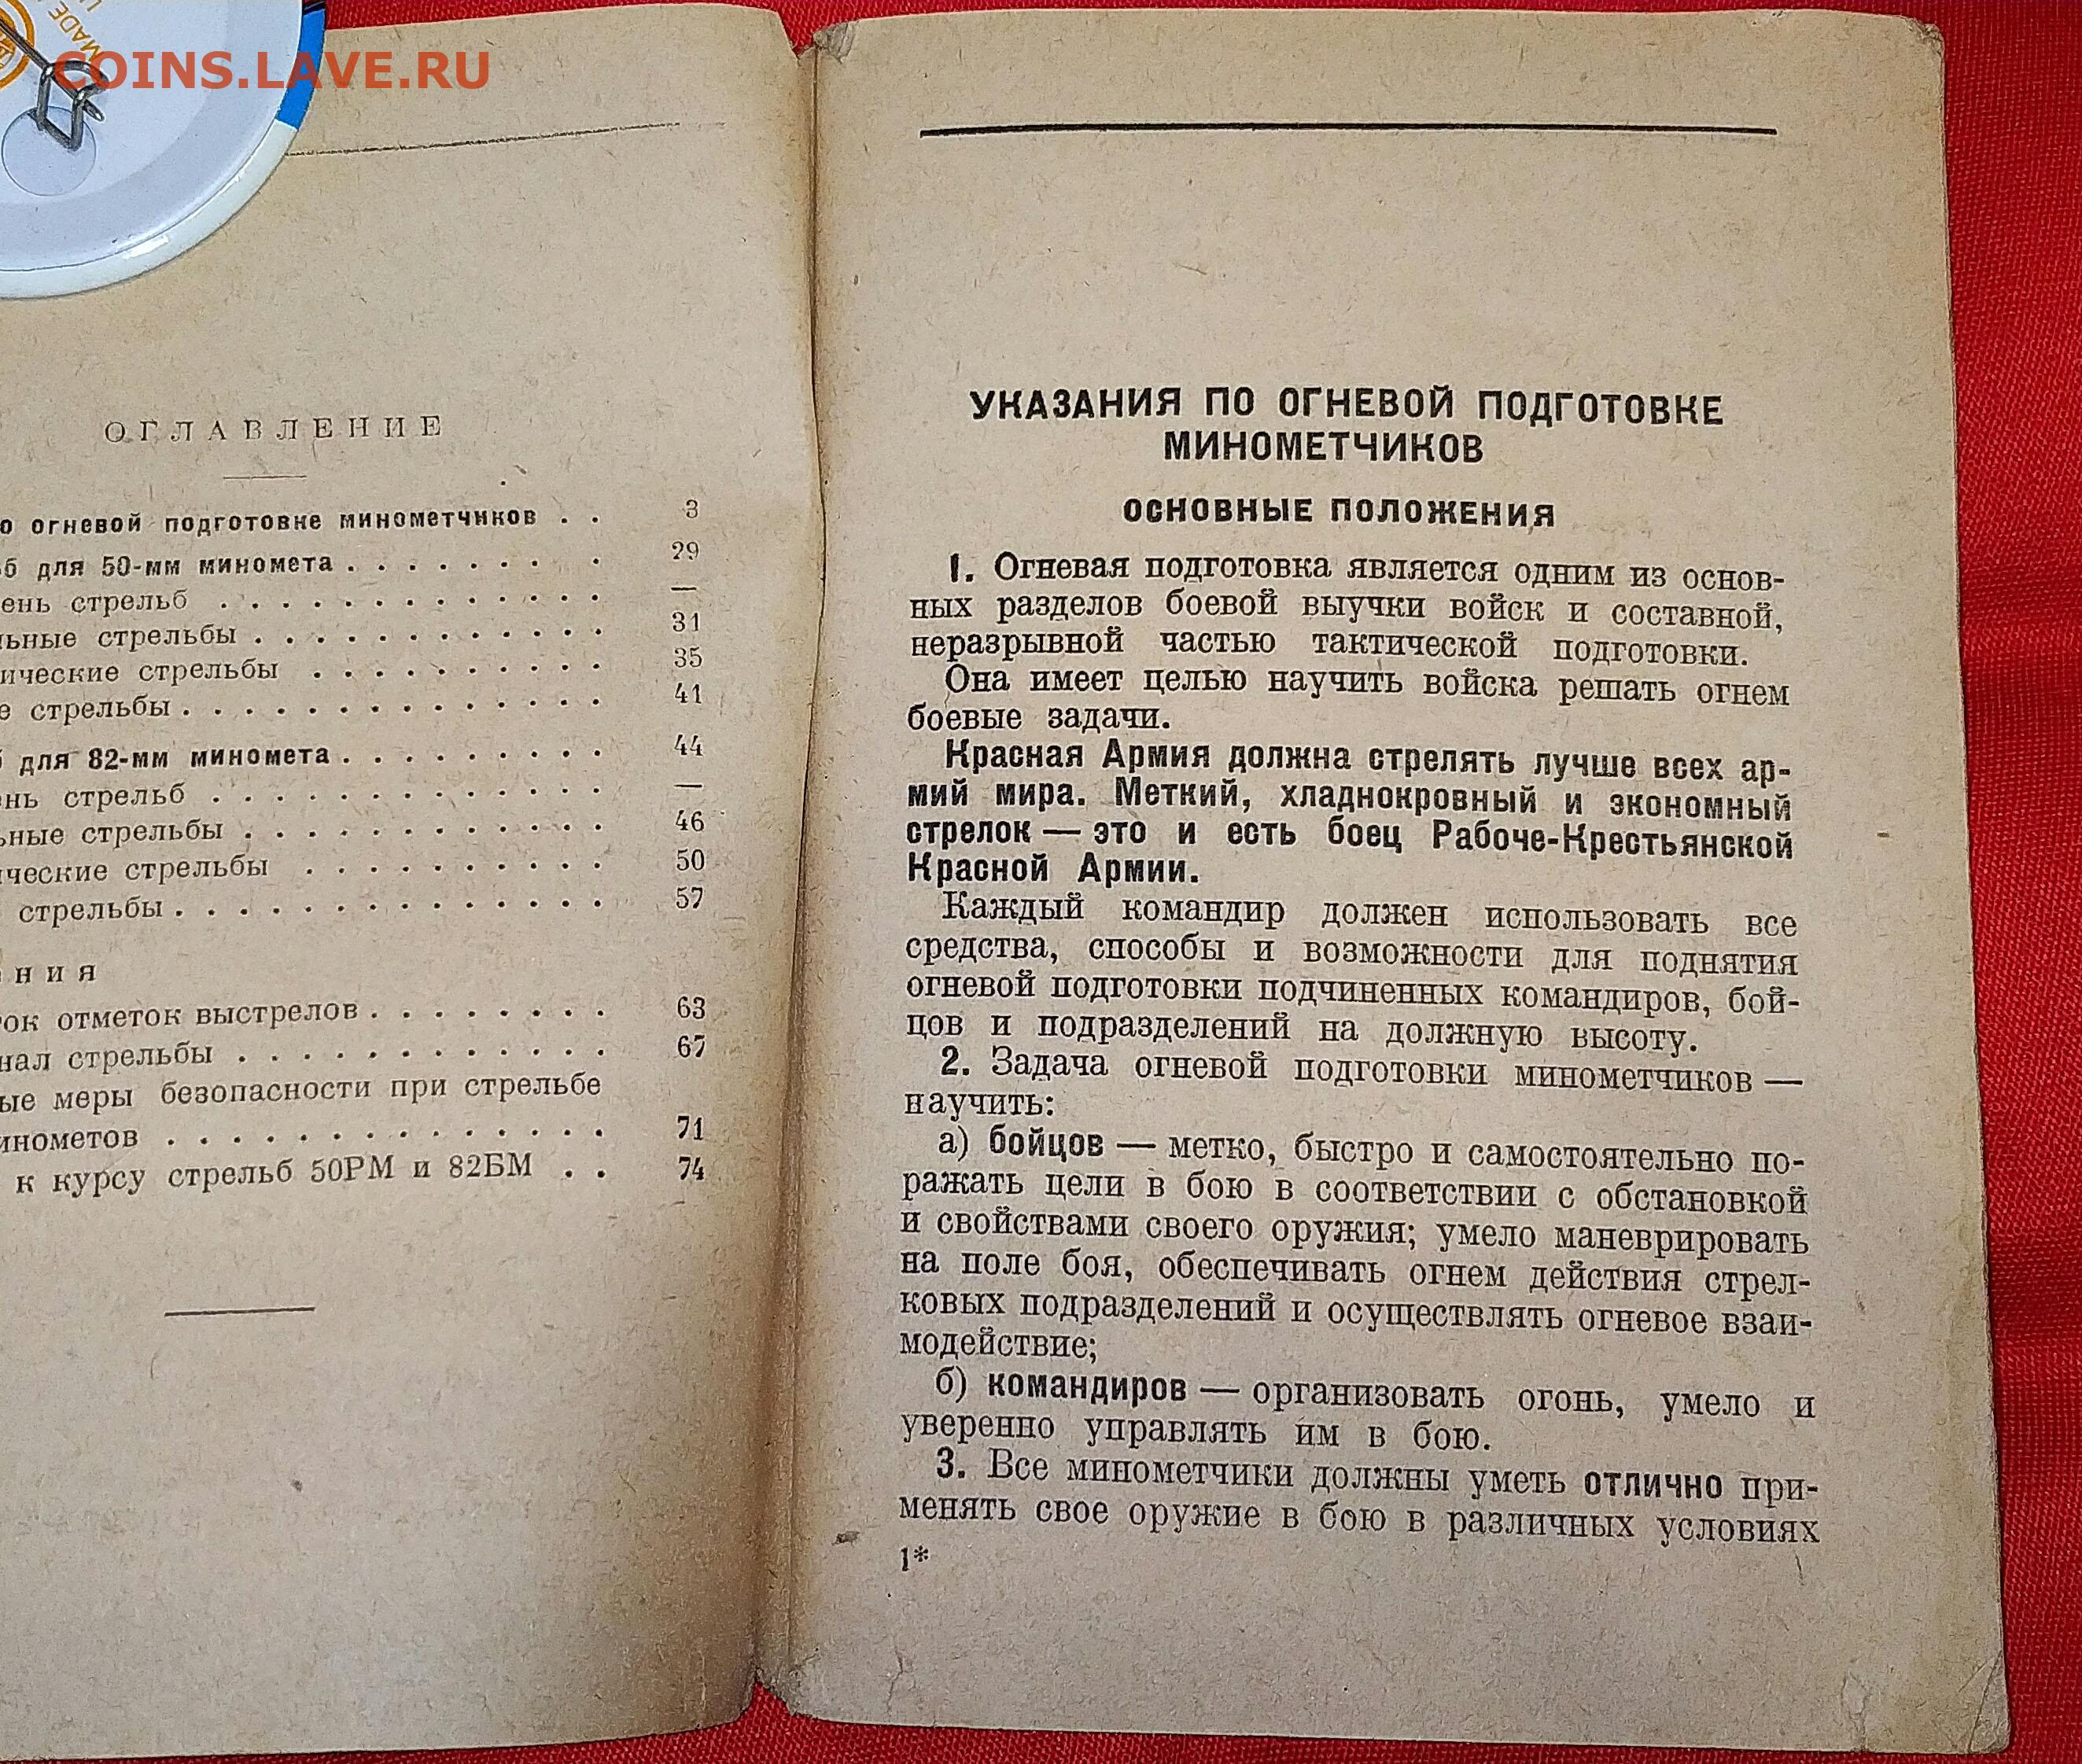 COINS.LAVE.RU
MADE
ОГЛАВЛЕНИЕ
о огневой подготовке минометчиков . . 3
б для 50-мм миномета . . . . . . . . 29
ень стрельб . . . . . . . . . . . . . —
льные стрельбы . . . . . . . . . . . . 31
ические стрельбы . . . . . . . . . 35
е стрельбы . . . . . . . . . . . . . . 41
для 82-мм миномета . . . . . . . . . 44
нь стрельб . . . . . . . . . . . . . —
ьные стрельбы . . . . . . . . . . . . 46
ические стрельбы . . . . . . . . . 50
стрельбы . . . . . . . . . . . . . . 57
ния
ок отметок выстрелов . . . . . . . . 63
нал стрельбы . . . . . . . . . . . . 67
ые меры безопасности при стрельбе
инометов . . . . . . . . . . . . . . 71
к курсу стрельб 50РМ и 82БМ . . 74
УКАЗАНИЯ ПО ОГНЕВОЙ ПОДГОТОВКЕ
МИНОМЕТЧИКОВ
ОСНОВНЫЕ ПОЛОЖЕНИЯ
1. Огневая подготовка является одним из основ-
ных разделов боевой выучки войск и составной,
неразрывной частью тактической подготовки.
Она имеет целью научить войска решать огнем
боевые задачи.
Красная Армия должна стрелять лучше всех ар-
мий мира. Меткий, хладнокровный и экономный
стрелок — это и есть боец Рабоче-Крестьянской
Красной Армии.
Каждый командир должен использовать все
средства, способы и возможности для поднятия
огневой подготовки подчиненных командиров, бой-
цов и подразделений на должную высоту.
2. Задача огневой подготовки минометчиков —
научить:
а) бойцов — метко, быстро и самостоятельно по-
ражать цели в бою в соответствии с обстановкой
и свойствами своего оружия; умело маневрировать
на поле боя, обеспечивать огнем действия стрел-
ковых подразделений и осуществлять огневое взаи-
модействие;
б) командиров — организовать огонь, умело и
уверенно управлять им в бою.
3. Все минометчики должны уметь отлично при-
менять свое оружие в бою в различных условиях
1*